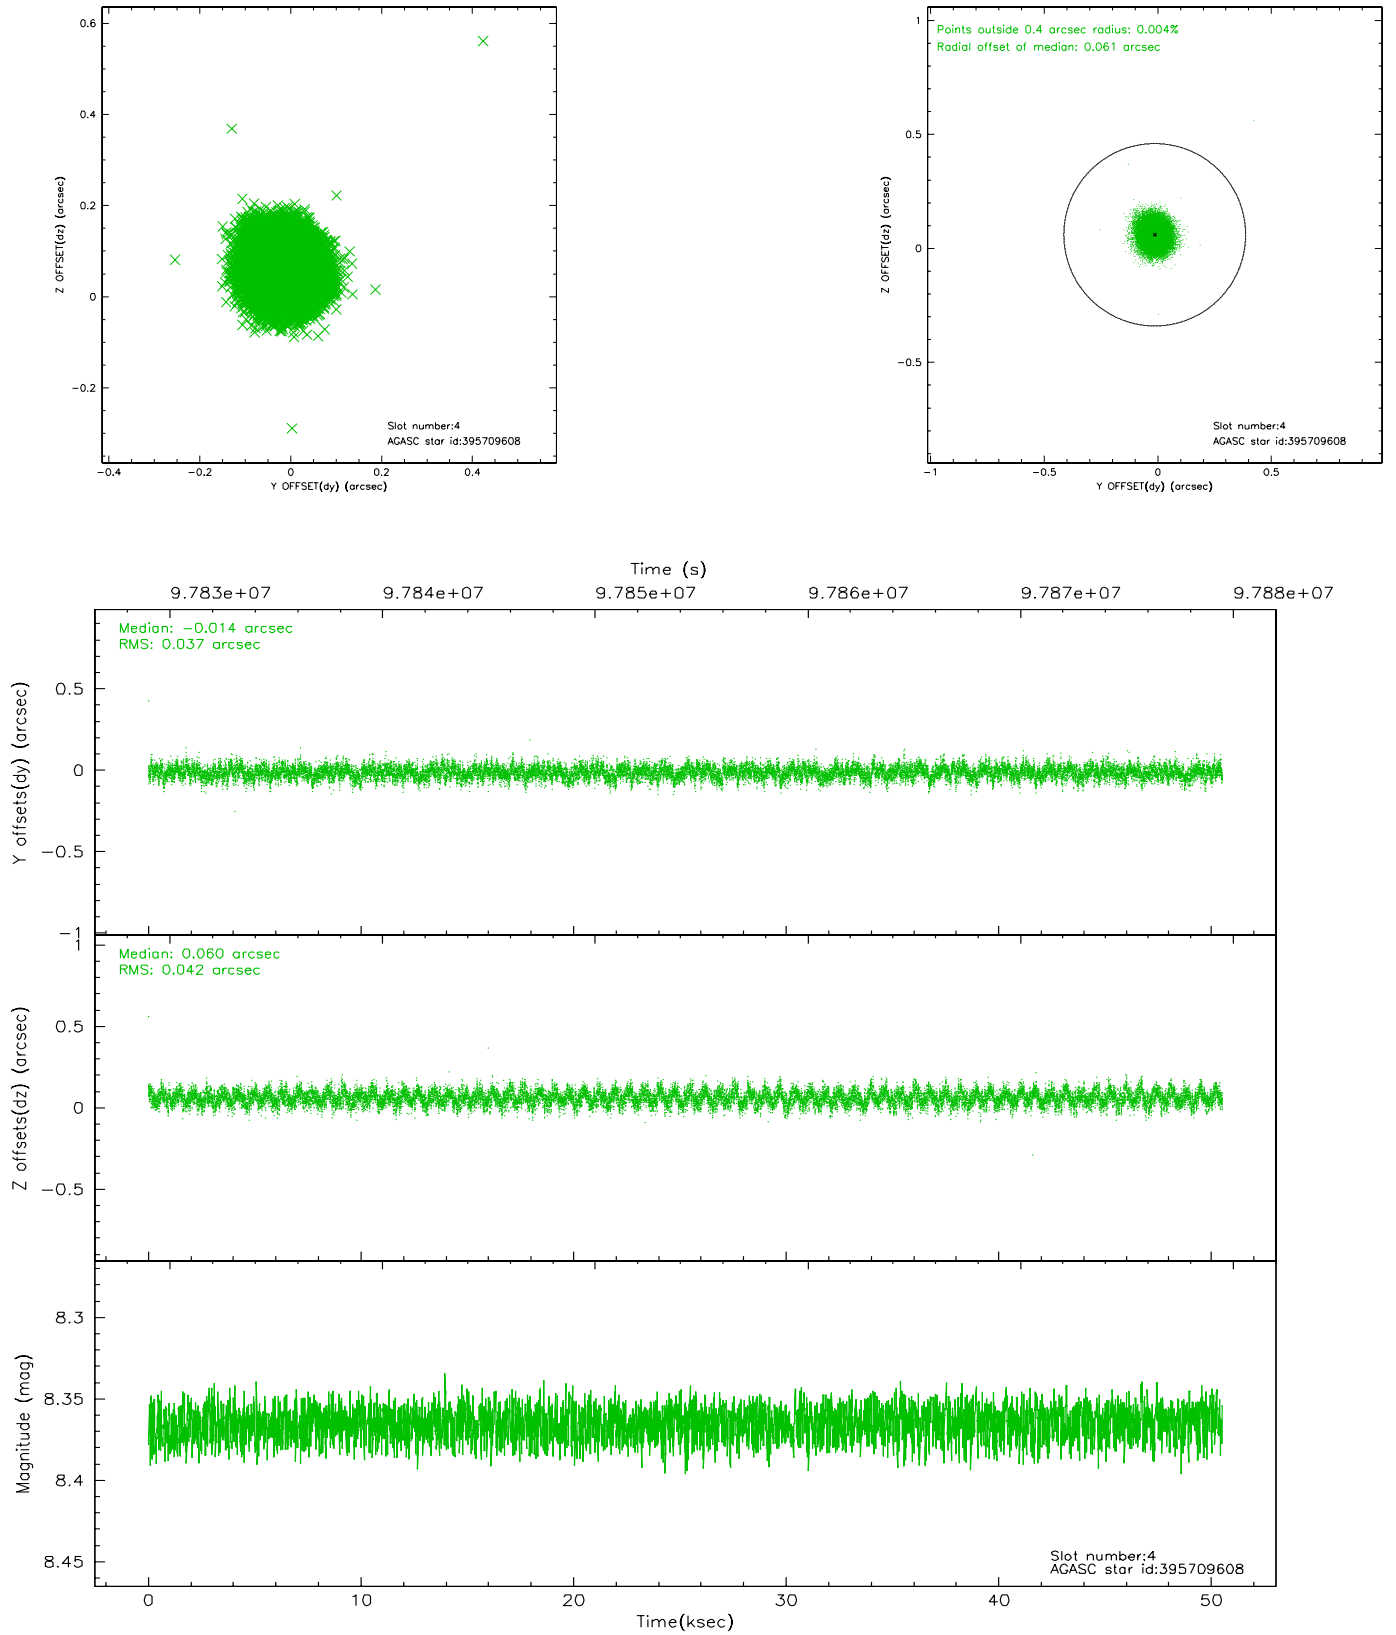 0.6
0.4
0.2
0
−0.2
Z OFFSET(dz) (arcsec)
Slot number:4
AGASC star id:395709608
−0.4 −0.2 0 0.2 0.4
Y OFFSET(dy) (arcsec)
Points outside 0.4 arcsec radius: 0.004%
Radial offset of median: 0.061 arcsec
1
0.5
0
−0.5
Z OFFSET(dz) (arcsec)
Slot number:4
AGASC star id:395709608
−1 −0.5 0 0.5
Y OFFSET(dy) (arcsec)
Time (s)
9.783e+07 9.784e+07 9.785e+07 9.786e+07 9.787e+07 9.788e+07
Median: −0.014 arcsec
RMS: 0.037 arcsec
0.5
0
−0.5
−1
Y offsets(dy) (arcsec)
Median: 0.060 arcsec
RMS: 0.042 arcsec
1
0.5
0
−0.5
Z offsets(dz) (arcsec)
8.3
8.35
8.4
8.45
Magnitude (mag)
Slot number:4
AGASC star id:395709608
0 10 20 30 40 50
Time(ksec)